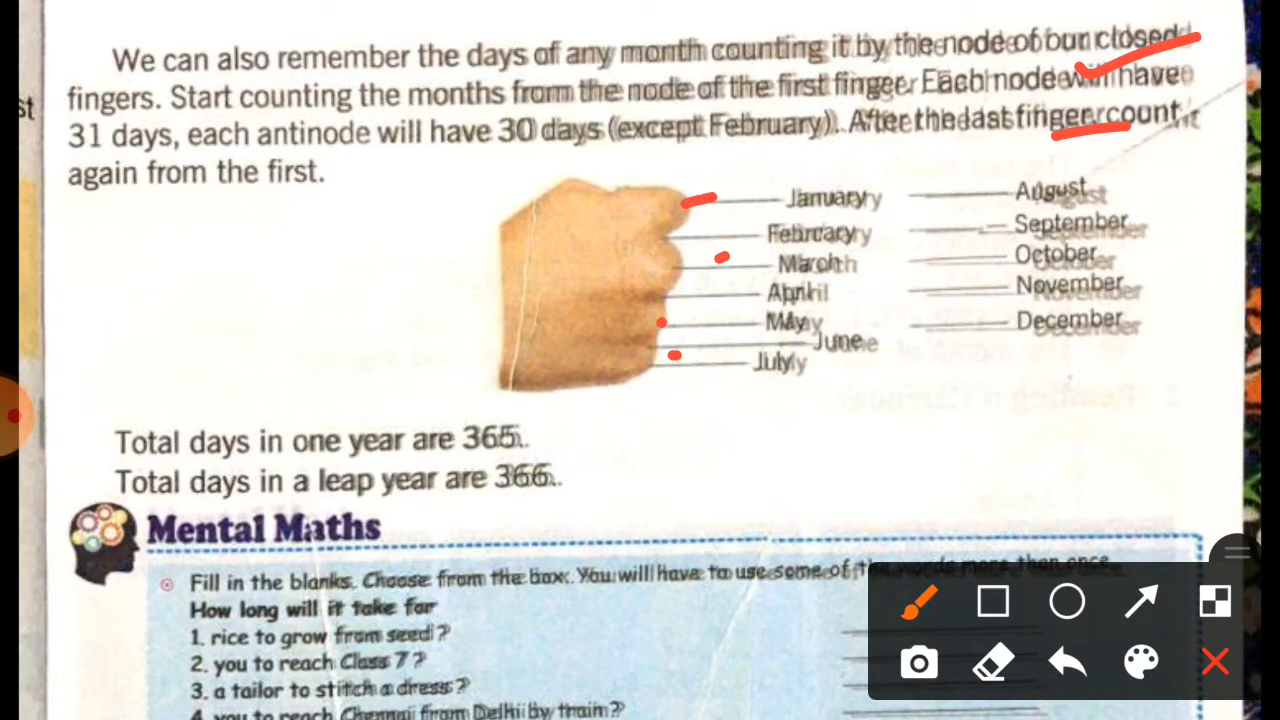 We can also remember the days of any month counting it by the node of our closed
fingers. Start counting the months from the node of the first finger. Each node will have
31 days, each antinode will have 30 days (except February). After the last finger count
again from the first.
January August
February September
March October
April November
May December
June
July
Total days in one year are 365.
Total days in a leap year are 366.
Mental Maths
Fill in the blanks. Choose from the box. You will have to use some of the words more than once.
How long will it take for
1. rice to grow from seed?
2. you to reach Class 7?
3. a tailor to stitch a dress?
4. you to reach Chennai from Delhi by train?